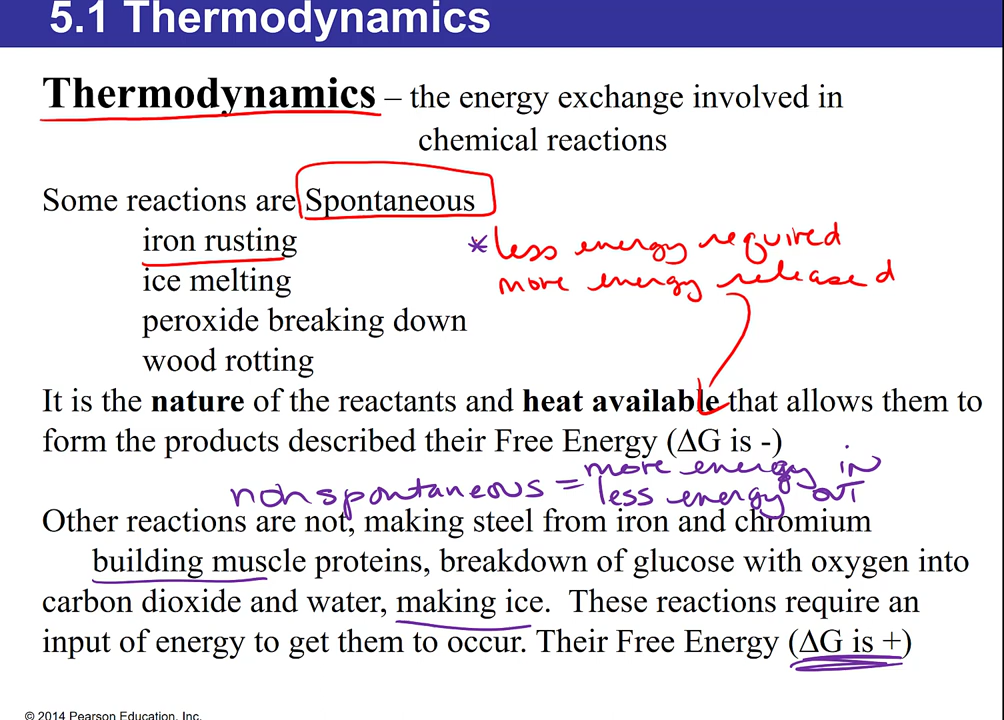 5.1 Thermodynamics
Thermodynamics – the energy exchange involved in
chemical reactions
Some reactions are Spontaneous
iron rusting
* less energy required
ice melting
more energy released
peroxide breaking down
wood rotting
It is the nature of the reactants and heat available that allows them to
form the products described their Free Energy (ΔG is -)
nonspontaneous = more energy in
less energy out
Other reactions are not, making steel from iron and chromium
building muscle proteins, breakdown of glucose with oxygen into
carbon dioxide and water, making ice. These reactions require an
input of energy to get them to occur. Their Free Energy (ΔG is +)
© 2014 Pearson Education, Inc.